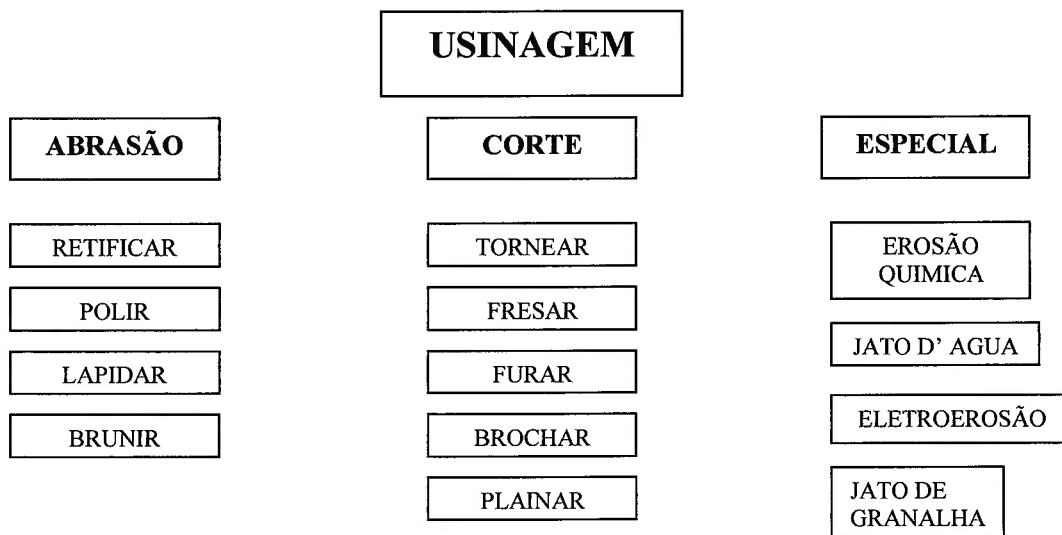 USINAGEM
ABRASÃO
CORTE
ESPECIAL
RETIFICAR
POLIR
LAPIDAR
BRUNIR
TORNEAR
FRESAR
FURAR
BROCHAR
PLAINAR
EROSÃO
QUIMICA
JATO D' AGUA
ELETROEROSÃO
JATO DE
GRANALHA